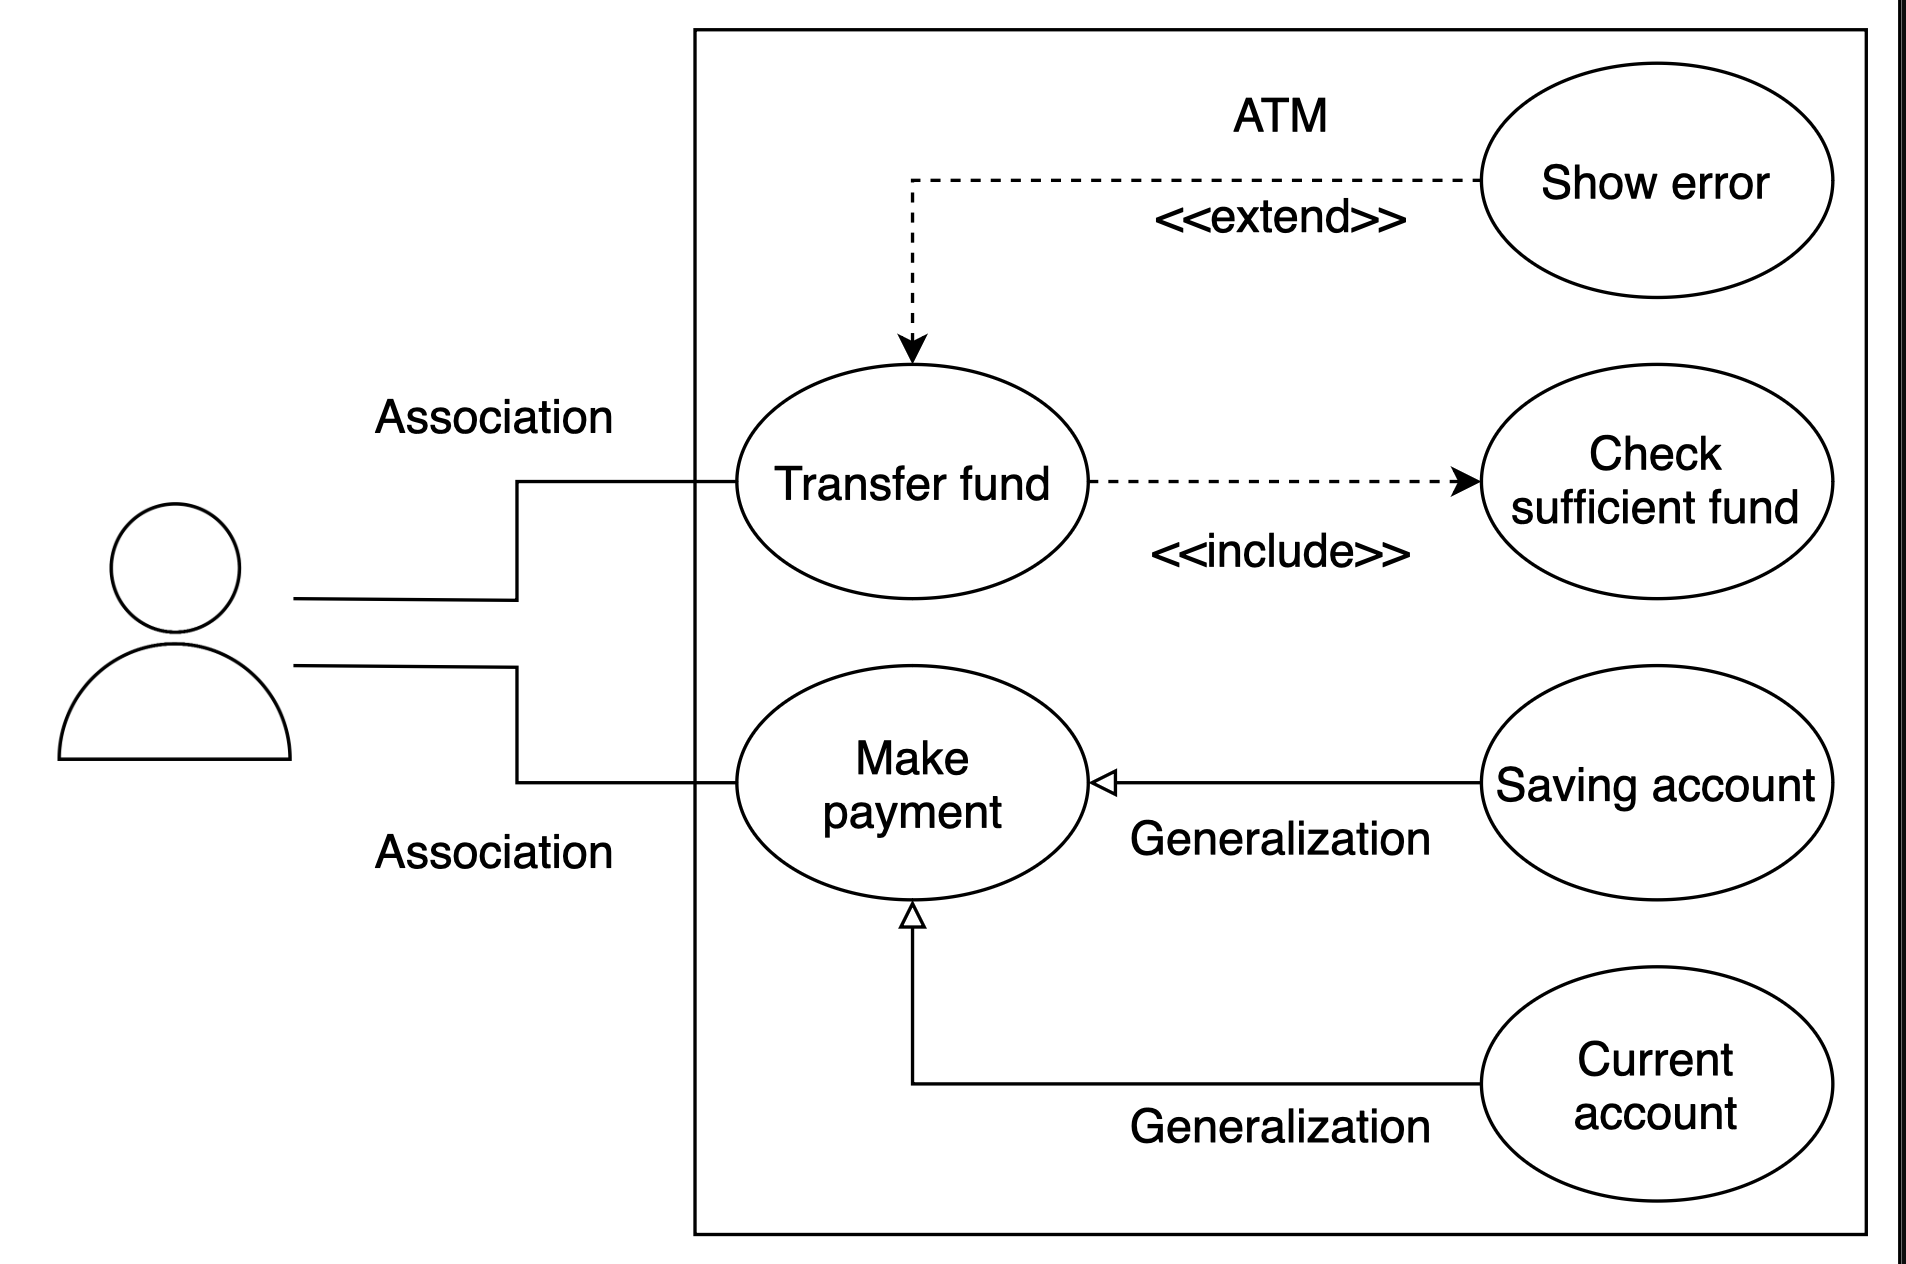 ATM
Show error
<<extend>>
Association
Transfer fund
Check
sufficient fund
<<include>>
Make
payment
Saving account
Generalization
Association
Current
account
Generalization